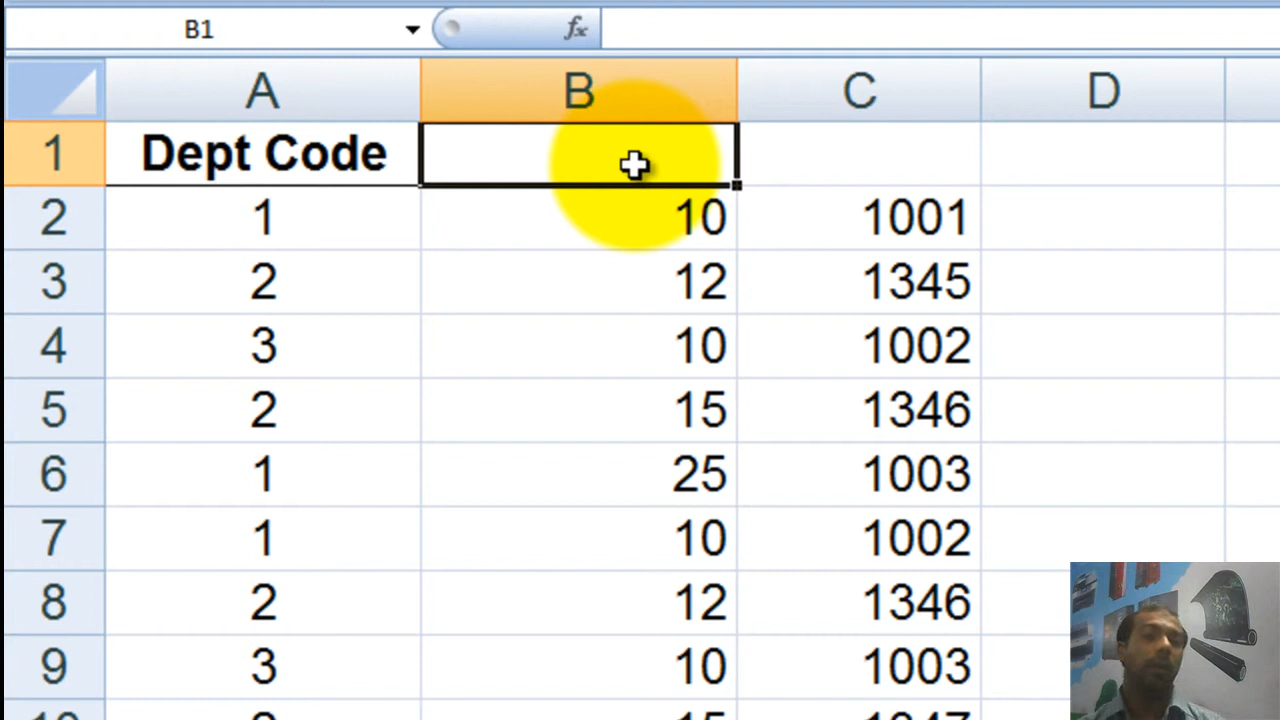 B1 fx
A B C D
1 Dept Code
2 1 10 1001
3 2 12 1345
4 3 10 1002
5 2 15 1346
6 1 25 1003
7 1 10 1002
8 2 12 1346
9 3 10 1003